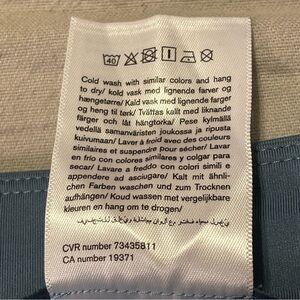 40
Cold wash with similar colors and hang
to dry/ kold vask med lignende farver og
hængetørre/ Kald vask med lignende farger
og heng til tørk/ Tvättas kallt med liknande
färger och låt hängtorka/ Pese kylmällä
vedellä samanväristen joukossa ja ripusta
kuivumaan/ Laver à froid avec des couleurs
similaires et suspendre pour sécher/ Lavar
en frío con colores similares y colgar para
secar/ Lavare a freddo con colori simili e
appendere ad asciugare/ Kalt mit ähnli-
chen Farben waschen und zum Trocknen
aufhängen/ Koud wassen met vergelijkbare
kleuren en hang om te drogen/
CVR number 73435811
CA number 19371